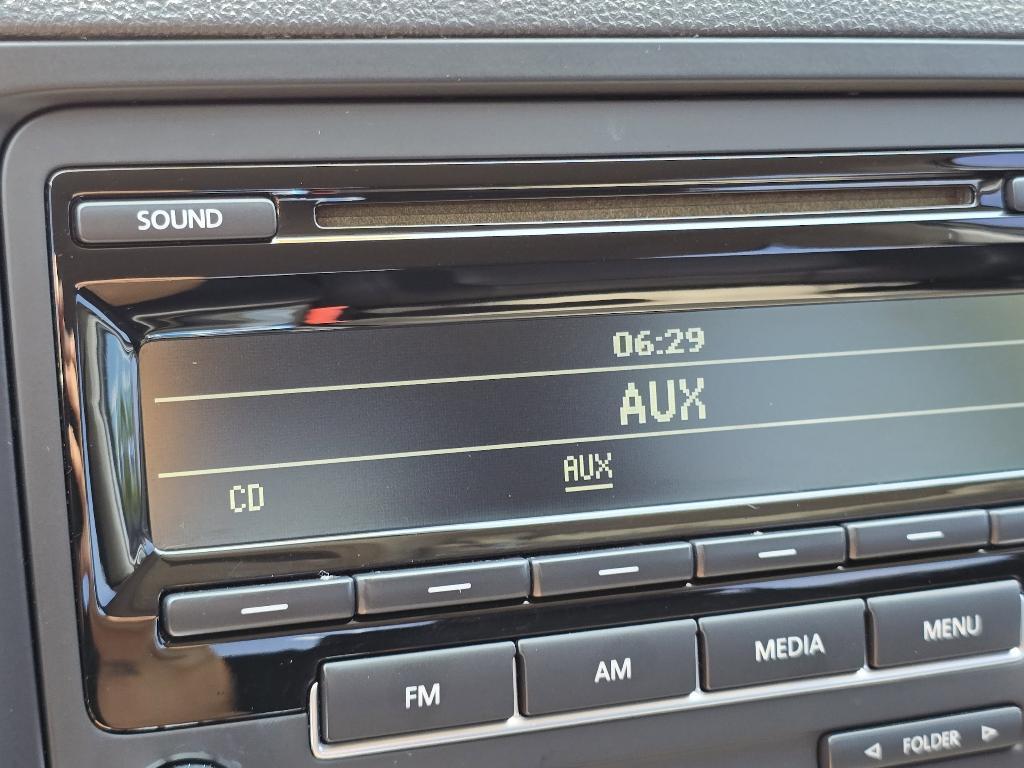 SOUND
06:29
AUX
CD AUX
FM AM MEDIA MENU
FOLDER